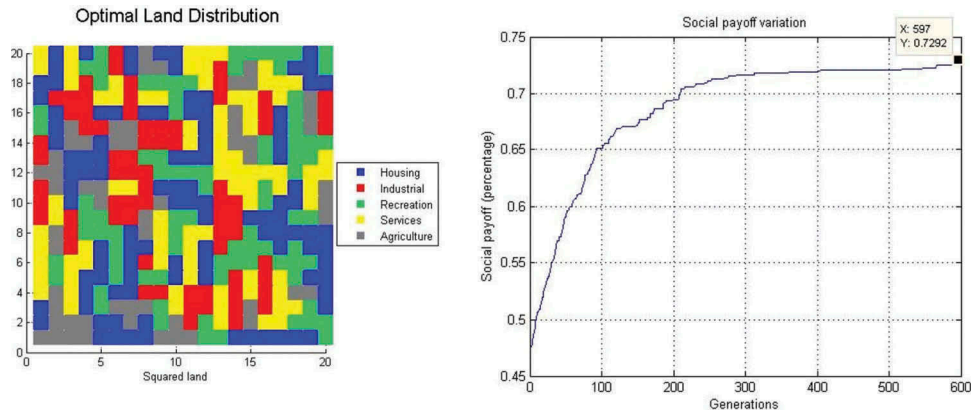 Optimal Land Distribution
20
18
16
14
12
10
8
6
4
2
0
0 5 10 15 20
Squared land
Housing
Industrial
Recreation
Services
Agriculture
Social payoff variation
X: 597
Y: 0.7292
0.75
0.7
0.65
0.6
0.55
0.5
0.45
Social payoff (percentage)
0 100 200 300 400 500 600
Generations